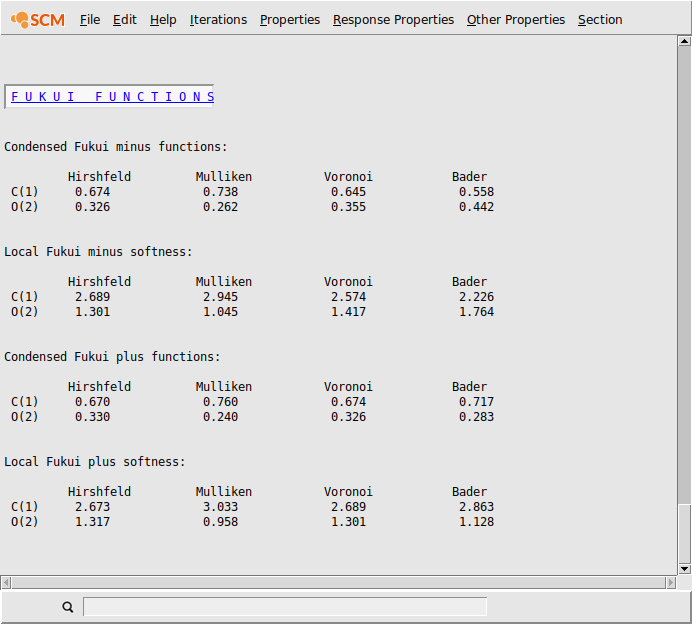 SCM File Edit Help Iterations Properties Response Properties Other Properties Section
F U K U I F U N C T I O N S
Condensed Fukui minus functions:
Hirshfeld Mulliken Voronoi Bader
C(1) 0.674 0.738 0.645 0.558
O(2) 0.326 0.262 0.355 0.442
Local Fukui minus softness:
Hirshfeld Mulliken Voronoi Bader
C(1) 2.689 2.945 2.574 2.226
O(2) 1.301 1.045 1.417 1.764
Condensed Fukui plus functions:
Hirshfeld Mulliken Voronoi Bader
C(1) 0.670 0.760 0.674 0.717
O(2) 0.330 0.240 0.326 0.283
Local Fukui plus softness:
Hirshfeld Mulliken Voronoi Bader
C(1) 2.673 3.033 2.689 2.863
O(2) 1.317 0.958 1.301 1.128